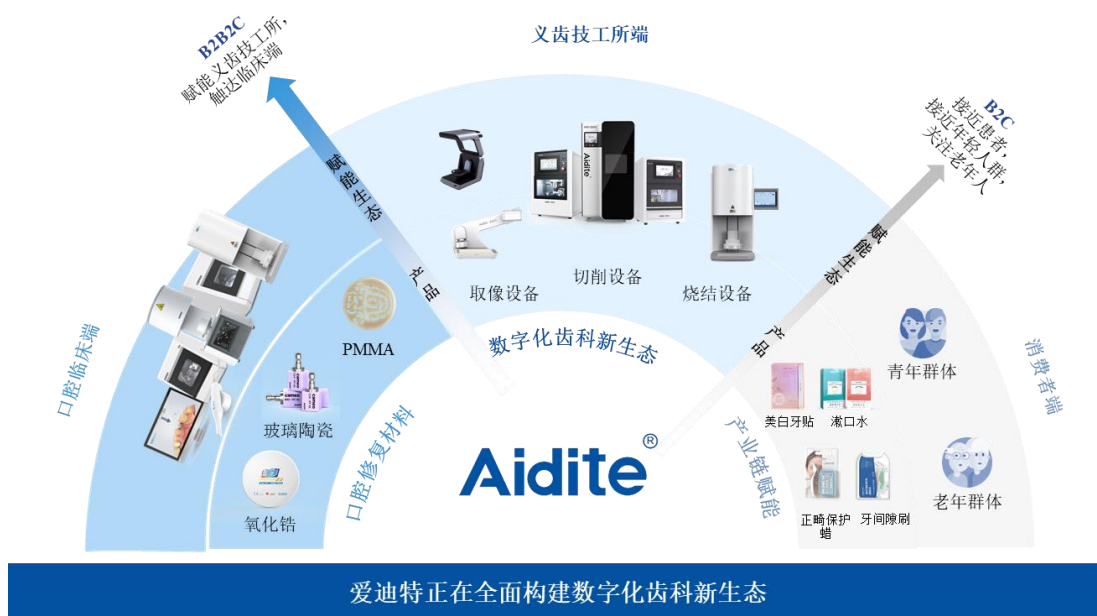 义齿技工所端
B2B2C
赋能义齿技工所，
触达临床端
B2C
接近患者，
接近年轻人群，
关注老年人
赋能生态
产品
赋能生态
产品
Aidite
取像设备
切削设备
烧结设备
口腔临床端
PMMA
玻璃陶瓷
氧化锆
口腔修复材料
数字化齿科新生态
Aidite®
产业链赋能
美白牙贴
漱口水
正畸保护
蜡
牙间隙刷
青年群体
老年群体
消费者端
爱迪特正在全面构建数字化齿科新生态